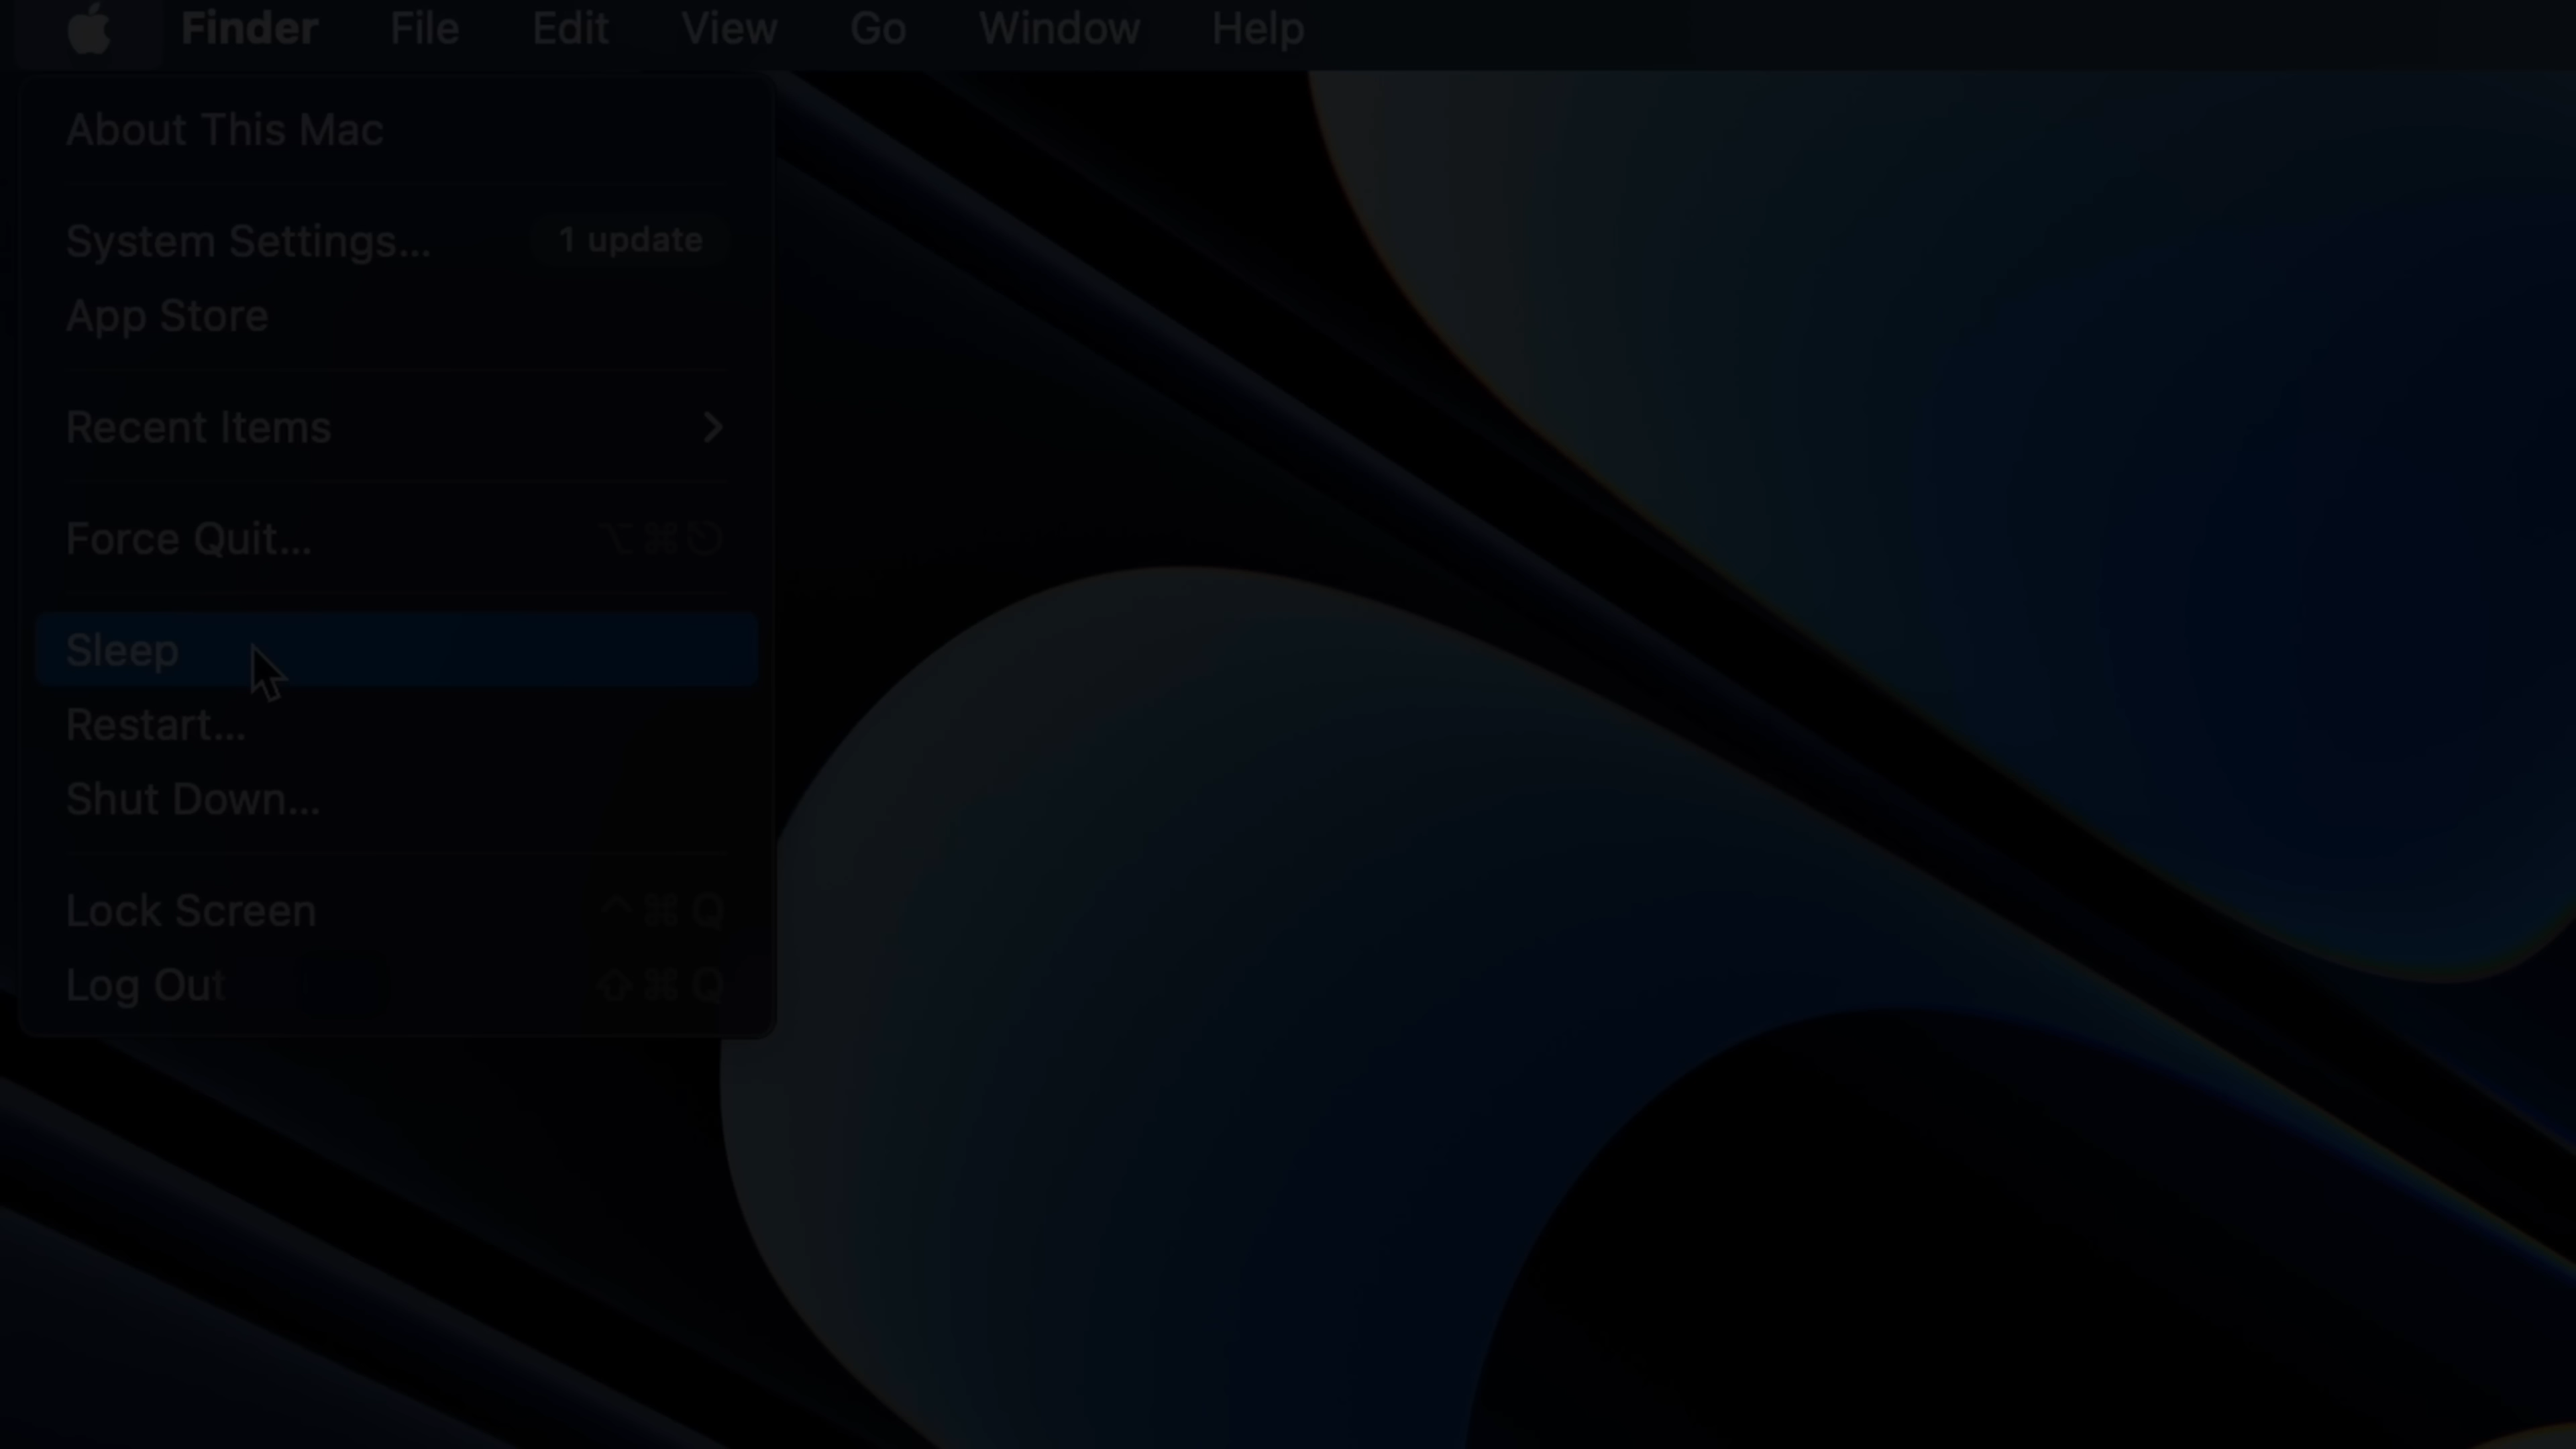 Finder File Edit View Go Window Help
About This Mac
System Settings... 1 update
App Store
Recent Items
Force Quit... ⌥⌘⎋
Sleep
Restart...
Shut Down...
Lock Screen ^⌘Q
Log Out ⇧⌘Q